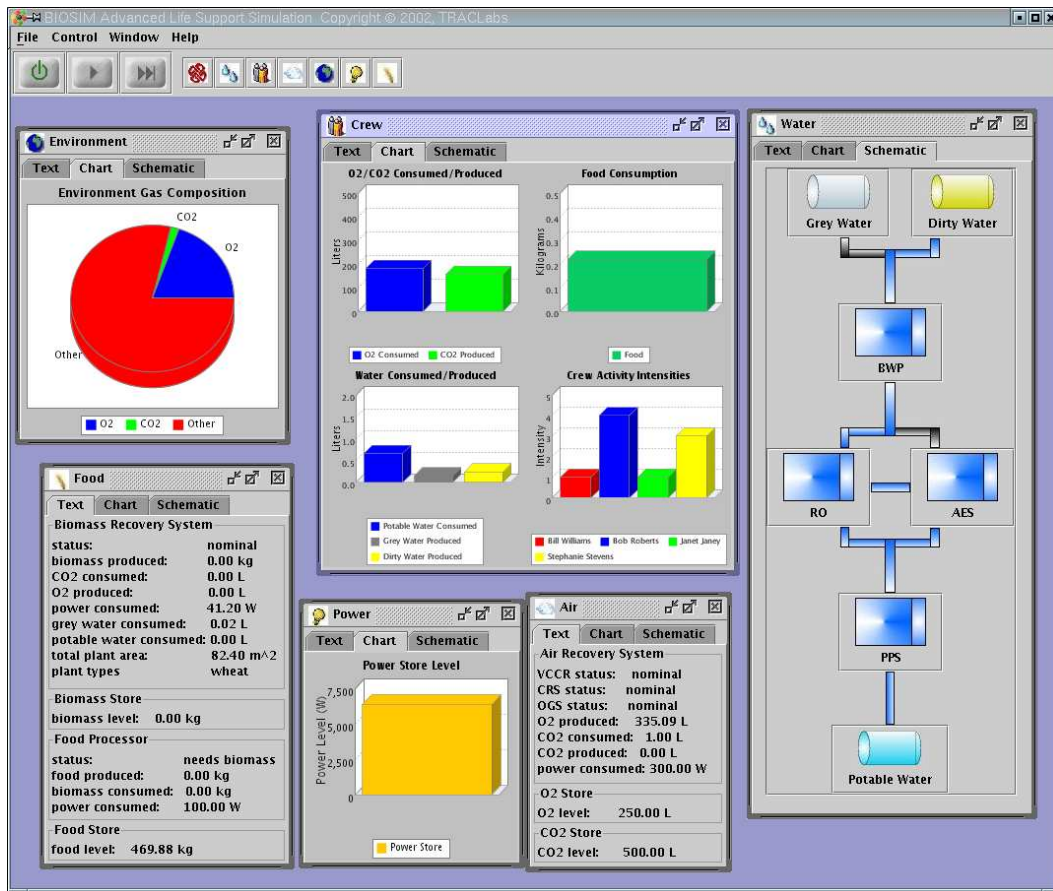 BIOSIM Advanced Life Support Simulation Copyright © 2002, TRACLabs
File Control Window Help
Environment
Text Chart Schematic
Environment Gas Composition
CO2
O2
Other
O2 CO2 Other
Crew
Text Chart Schematic
O2/CO2 Consumed/Produced
500
400
300
200
100
0
Liters
O2 Consumed CO2 Produced
Food Consumption
0.5
0.4
0.3
0.2
0.1
0.0
Kilograms
Food
Water Consumed/Produced
2.0
1.5
1.0
0.5
0.0
Liters
Potable Water Consumed
Grey Water Produced
Dirty Water Produced
Crew Activity Intensities
5
4
3
2
1
0
Intensity
Bill Williams Bob Roberts Janet Janey
Stephanie Stevens
Water
Text Chart Schematic
Grey Water Dirty Water
BWP
RO AES
PPS
Potable Water
Food
Text Chart Schematic
Biomass Recovery System
status: nominal
biomass produced: 0.00 kg
CO2 consumed: 0.00 L
O2 produced: 0.00 L
power consumed: 41.20 W
grey water consumed: 0.02 L
potable water consumed: 0.00 L
total plant area: 82.40 m^2
plant types wheat
Biomass Store
biomass level: 0.00 kg
Food Processor
status: needs biomass
food produced: 0.00 kg
biomass consumed: 0.00 kg
power consumed: 100.00 W
Food Store
food level: 469.88 kg
Power
Text Chart Schematic
Power Store Level
7,500
5,000
2,500
0
Power Level (W)
Power Store
Air
Text Chart Schematic
Air Recovery System
VCCR status: nominal
CRS status: nominal
OGS status: nominal
O2 produced: 335.09 L
CO2 consumed: 1.00 L
CO2 produced: 0.00 L
power consumed: 300.00 W
O2 Store
O2 level: 250.00 L
CO2 Store
CO2 level: 500.00 L